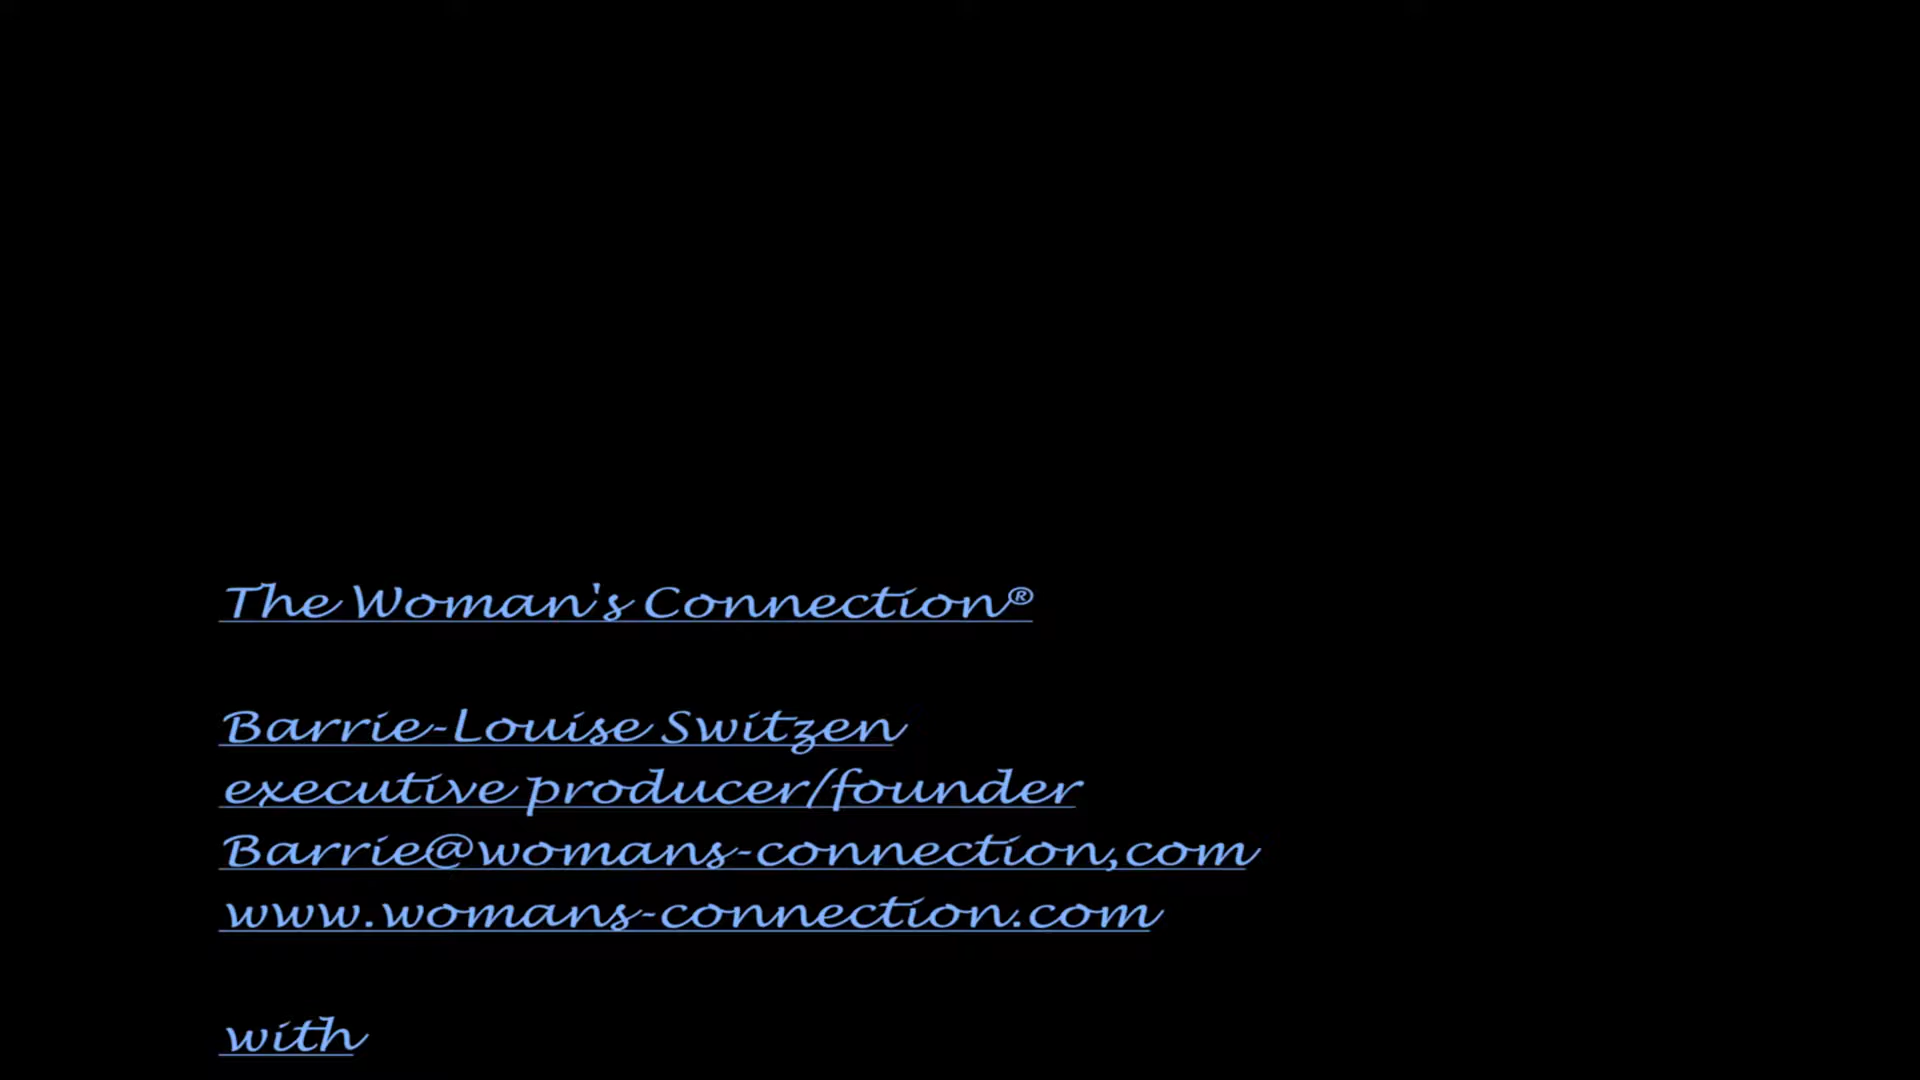 The Woman's Connection®
Barrie-Louise Switzen
executive producer/founder
Barrie@womans-connection,com
www.womans-connection.com
with